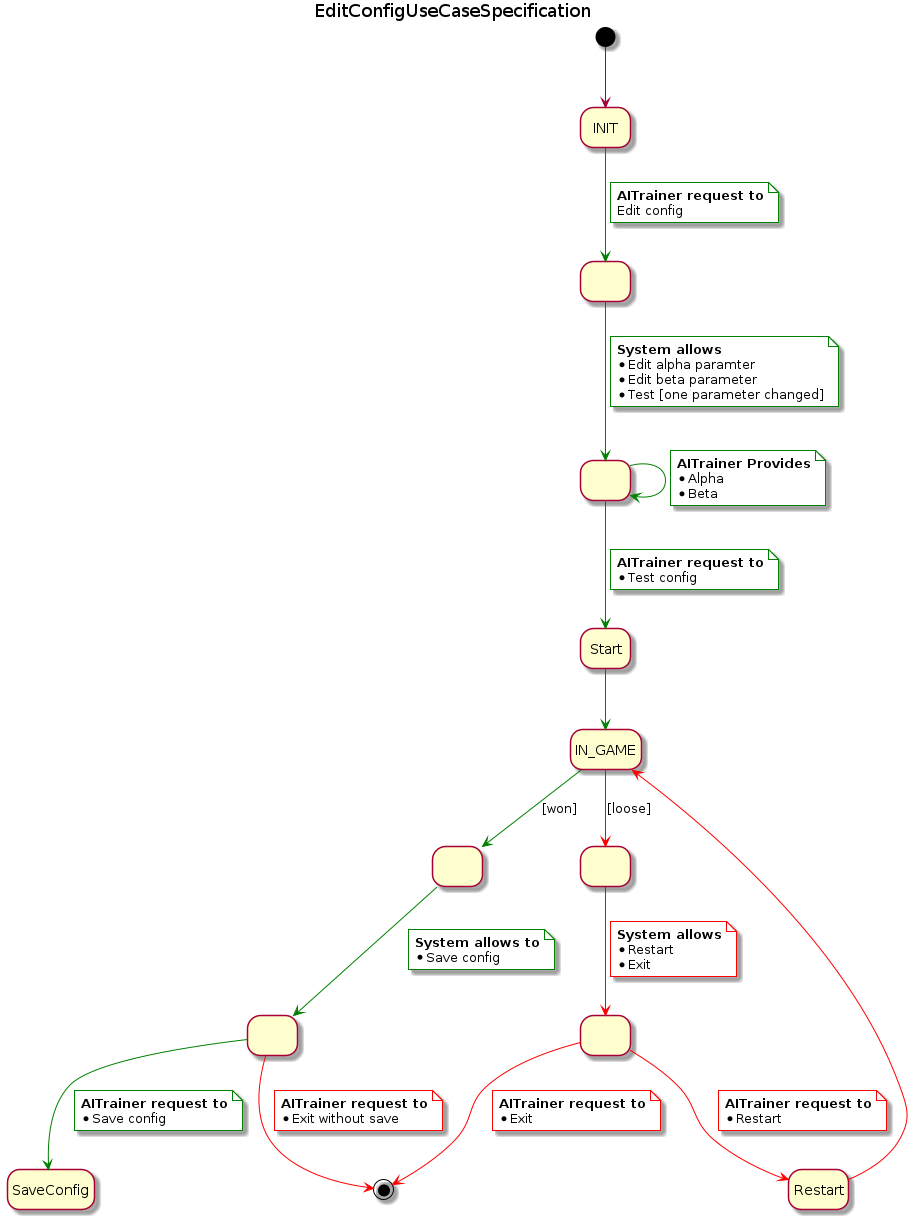 EditConfigUseCaseSpecification
INIT
AITrainer request to
Edit config
System allows
• Edit alpha paramter
• Edit beta parameter
• Test [one parameter changed]
AITrainer Provides
• Alpha
• Beta
AITrainer request to
• Test config
Start
IN_GAME
[won]
[loose]
System allows to
• Save config
System allows
• Restart
• Exit
AITrainer request to
• Save config
AITrainer request to
• Exit without save
AITrainer request to
• Exit
AITrainer request to
• Restart
SaveConfig
Restart